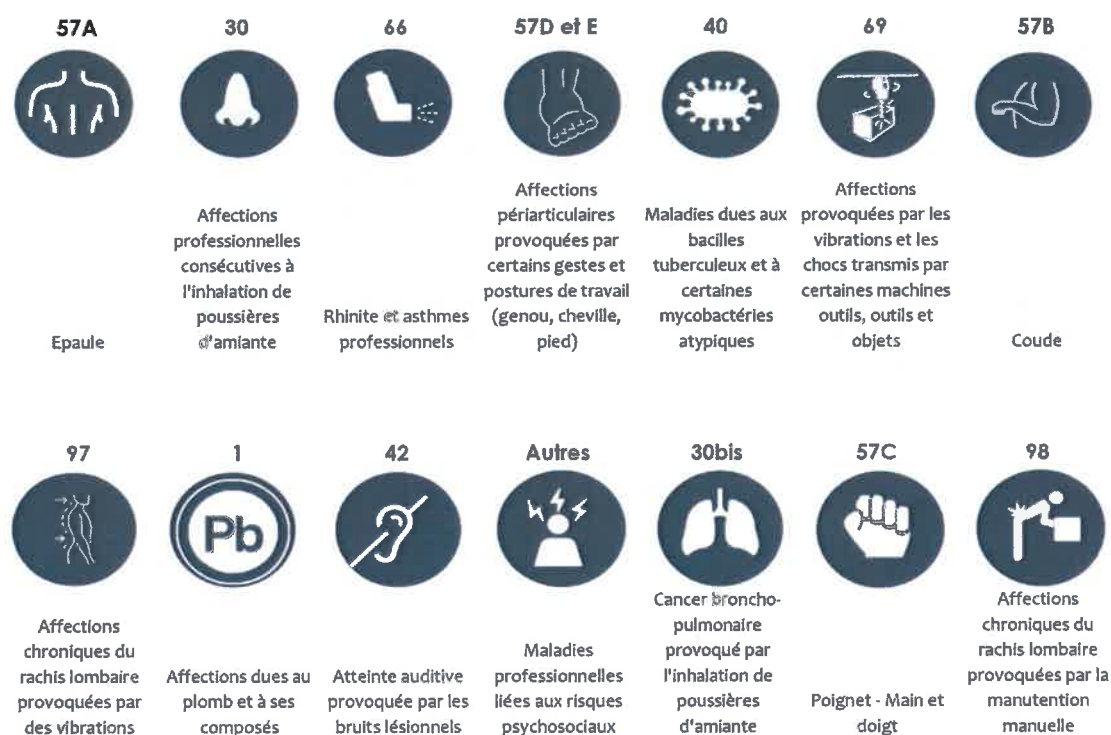 57A
30
66
57D et E
40
69
57B
Epaule
Affections
professionnelles
consécutives à
l'inhalation de
poussières
d'amiante
Rhinite et asthmes
professionnels
Affections
périarticulaires
provoquées par
certains gestes et
postures de travail
(genou, cheville,
pied)
Maladies dues aux
bacilles
tuberculeux et à
certaines
mycobactéries
atypiques
Affections
provoquées par les
vibrations et les
chocs transmis par
certaines machines
outils, outils et
objets
Coude
97
1
42
Autres
30bis
57C
98
Pb
Affections
chroniques du
rachis lombaire
provoquées par
des vibrations
Affections dues au
plomb et à ses
composés
Atteinte auditive
provoquée par les
bruits lésionnels
Maladies
professionnelles
liées aux risques
psychosociaux
Cancer broncho-
pulmonaire
provoqué par
l'inhalation de
poussières
d'amiante
Poignet - Main et
doigt
Affections
chroniques du
rachis lombaire
provoquées par la
manutention
manuelle